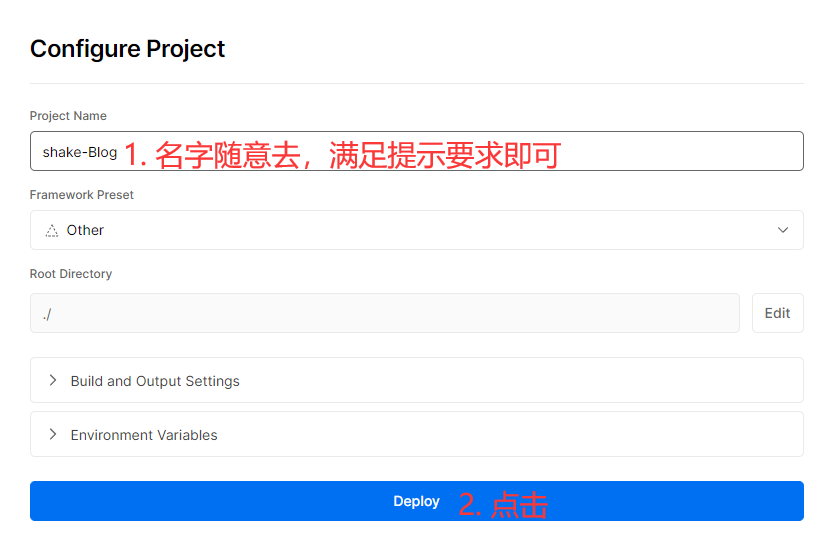 Configure Project
Project Name
shake-Blog 1. 名字随意去，满足提示要求即可
Framework Preset
Other
Root Directory
./ Edit
Build and Output Settings
Environment Variables
Deploy 2. 点击